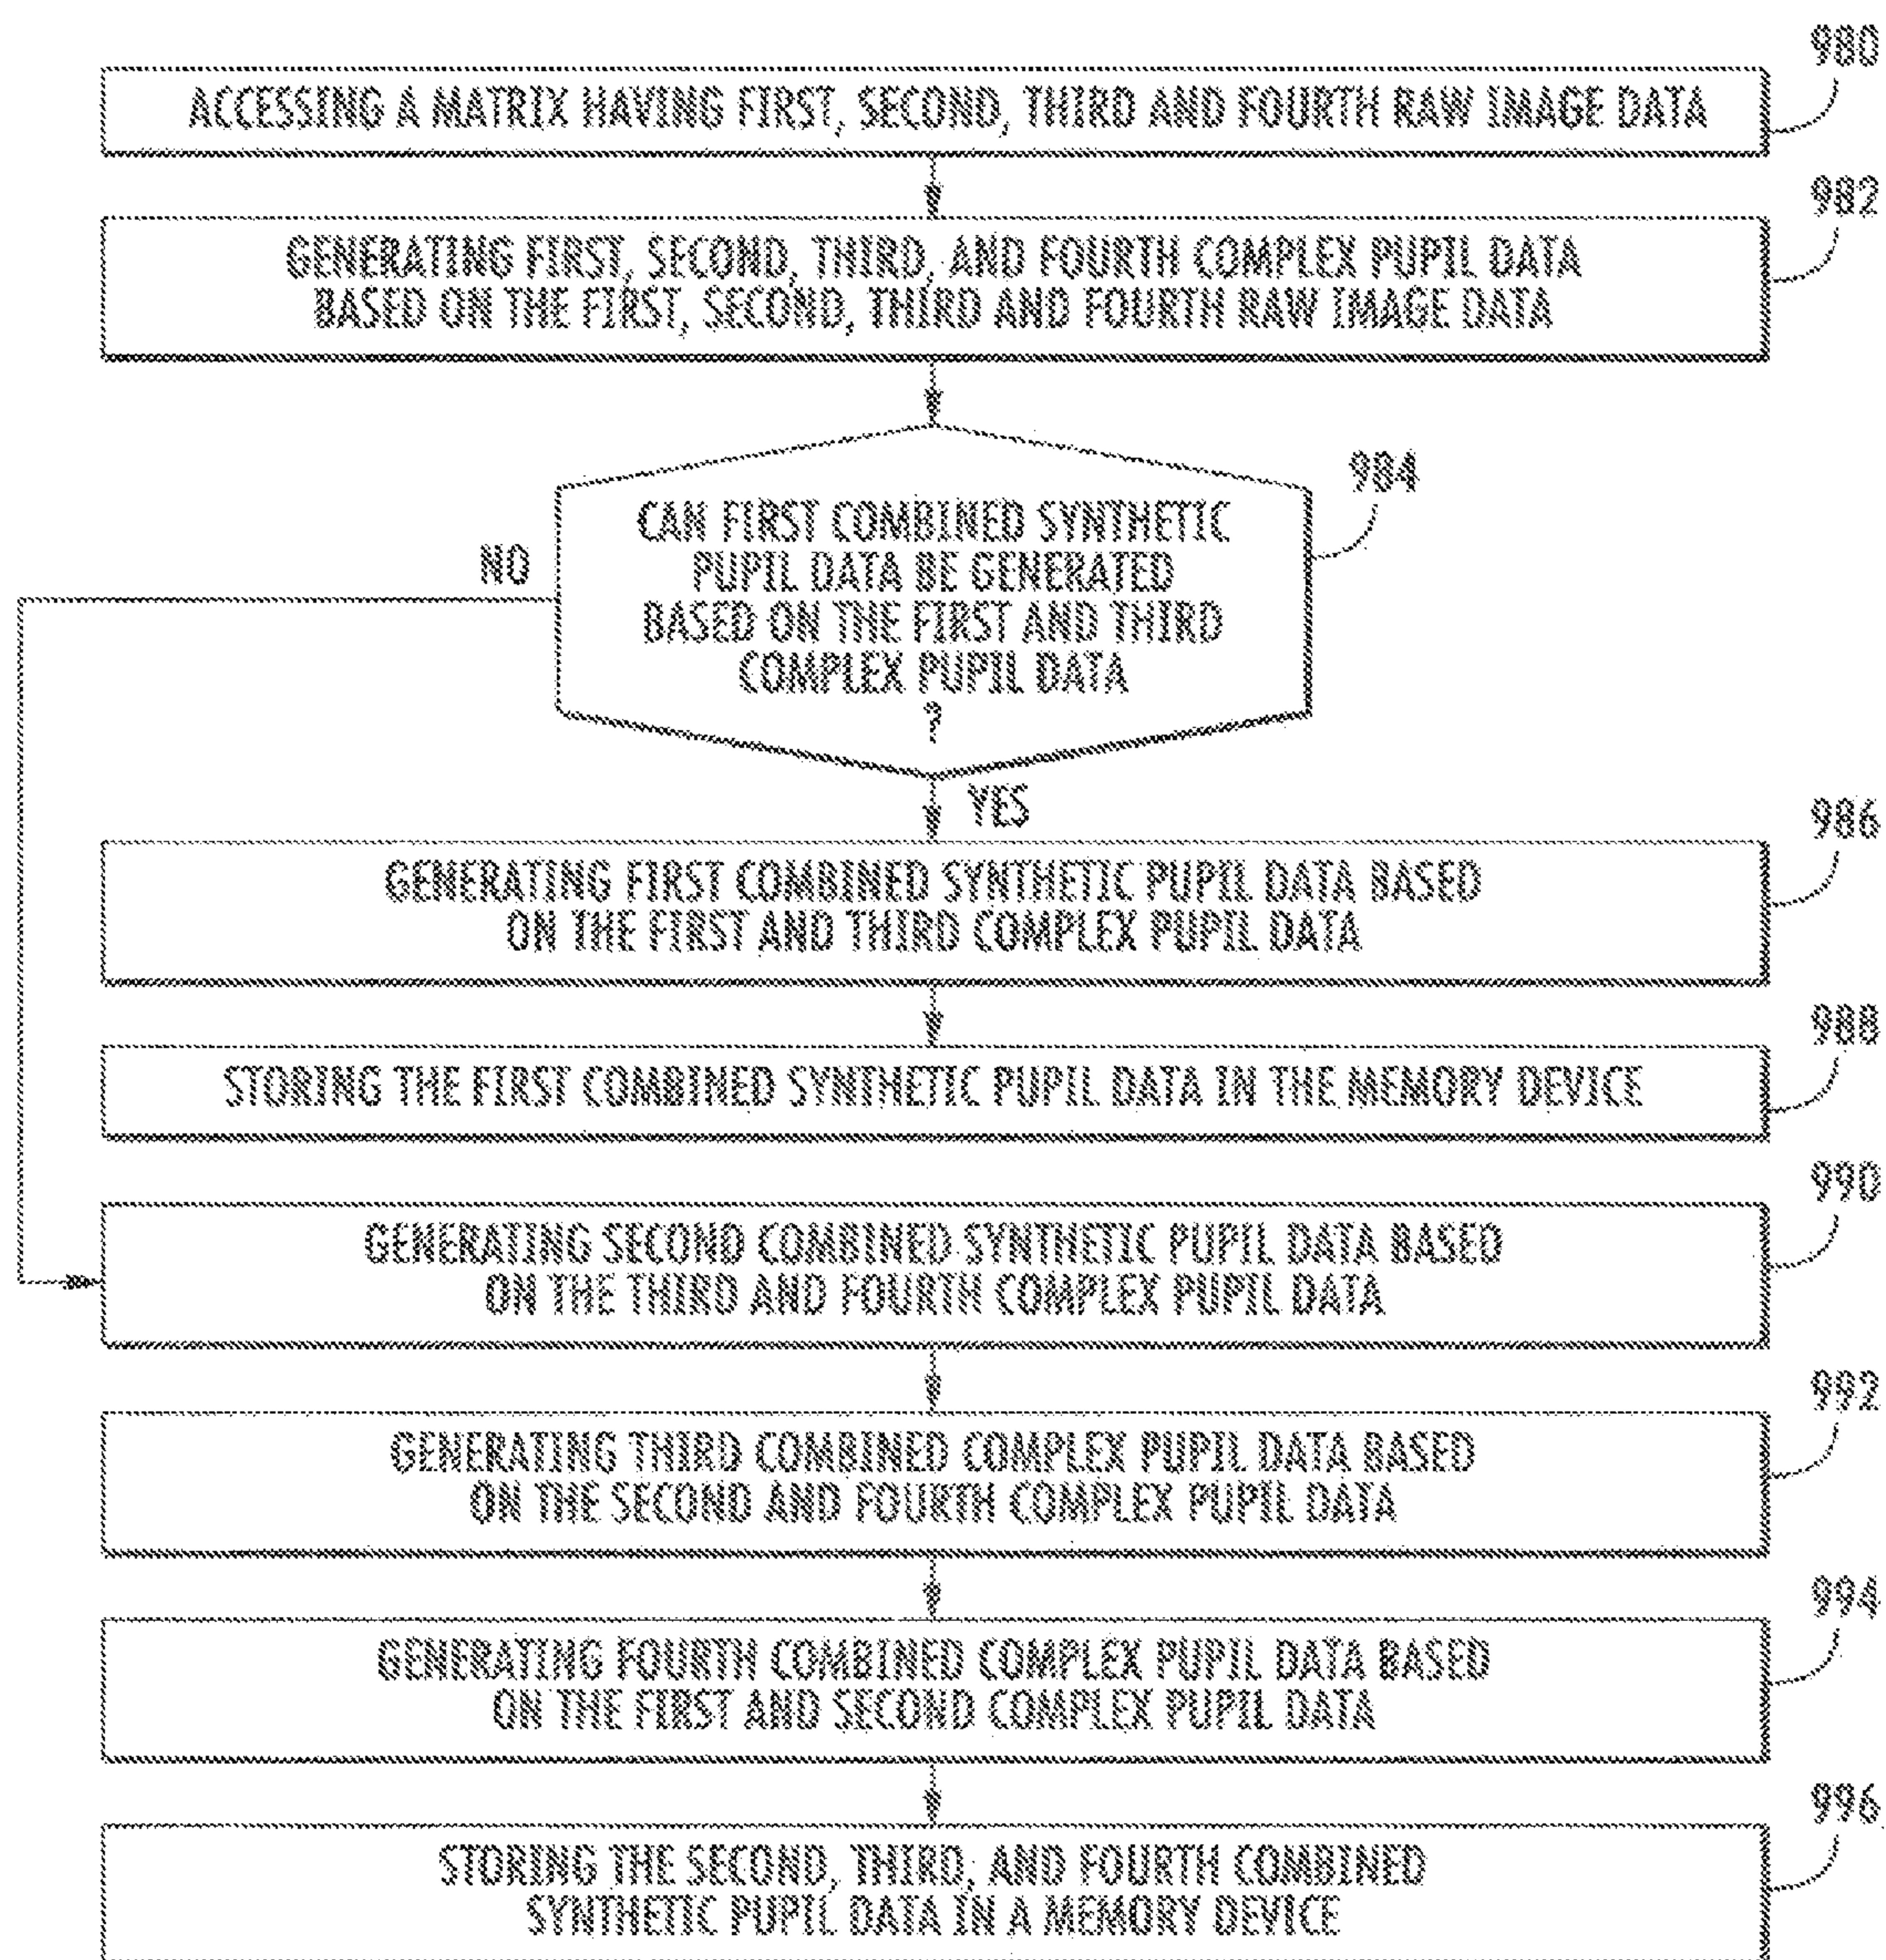 980
ACCESSING A MATRIX HAVING FIRST, SECOND, THIRD AND FOURTH RAW IMAGE DATA
982
GENERATING FIRST, SECOND, THIRD, AND FOURTH COMPLEX PUPIL DATA
BASED ON THE FIRST, SECOND, THIRD AND FOURTH RAW IMAGE DATA
984
CAN FIRST COMBINED SYNTHETIC
PUPIL DATA BE GENERATED
BASED ON THE FIRST AND THIRD
COMPLEX PUPIL DATA
?
NO
YES
986
GENERATING FIRST COMBINED SYNTHETIC PUPIL DATA BASED
ON THE FIRST AND THIRD COMPLEX PUPIL DATA
988
STORING THE FIRST COMBINED SYNTHETIC PUPIL DATA IN THE MEMORY DEVICE
990
GENERATING SECOND COMBINED SYNTHETIC PUPIL DATA BASED
ON THE THIRD AND FOURTH COMPLEX PUPIL DATA
992
GENERATING THIRD COMBINED COMPLEX PUPIL DATA BASED
ON THE SECOND AND FOURTH COMPLEX PUPIL DATA
994
GENERATING FOURTH COMBINED COMPLEX PUPIL DATA BASED
ON THE FIRST AND SECOND COMPLEX PUPIL DATA
996
STORING THE SECOND, THIRD, AND FOURTH COMBINED
SYNTHETIC PUPIL DATA IN A MEMORY DEVICE